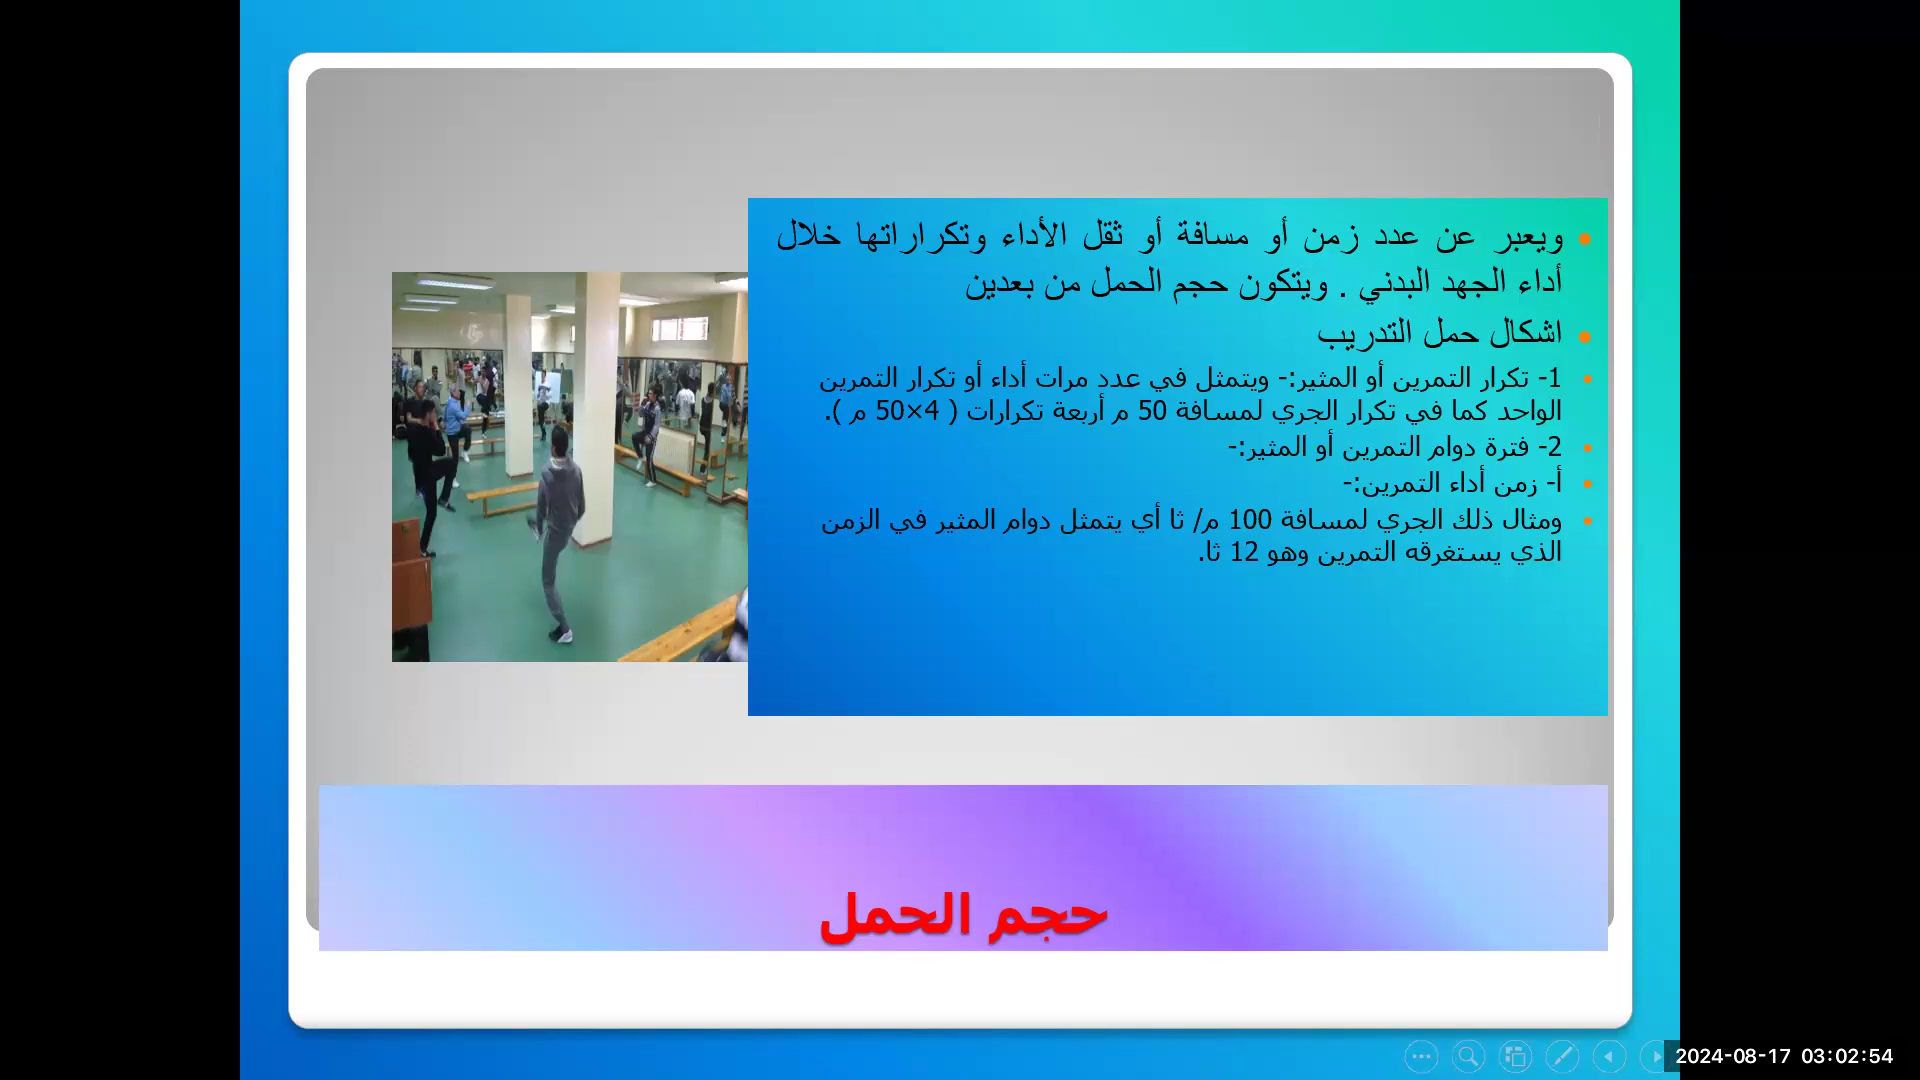 ويعبر عن عدد زمن أو مسافة أو ثقل الأداء وتكراراتها خلال
أداء الجهد البدني . ويتكون حجم الحمل من بعدين
اشكال حمل التدريب
1- تكرار التمرين أو المثير:- ويتمثل في عدد مرات أداء أو تكرار التمرين
الواحد كما في تكرار الجري لمسافة 50 م أربعة تكرارات ( 4×50 م ).
2- فترة دوام التمرين أو المثير:-
أ- زمن أداء التمرين:-
ومثال ذلك الجري لمسافة 100 م/ ثا أي يتمثل دوام المثير في الزمن
الذي يستغرقه التمرين وهو 12 ثا.
حجم الحمل
2024-08-17 03:02:54